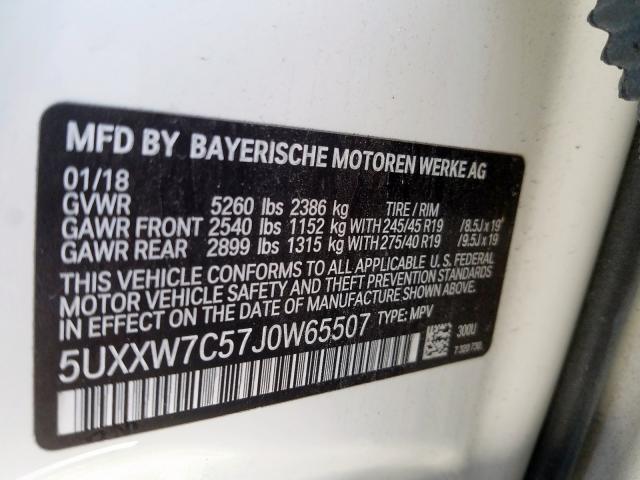 MFD BY BAYERISCHE MOTOREN WERKE AG
01/18
GVWR 5260 lbs 2386 kg TIRE / RIM
GAWR FRONT 2540 lbs 1152 kg WITH 245/45 R19 /8.5J x 19
GAWR REAR 2899 lbs 1315 kg WITH 275/40 R19 /9.5J x 19
THIS VEHICLE CONFORMS TO ALL APPLICABLE U. S. FEDERAL
MOTOR VEHICLE SAFETY AND THEFT PREVENTION STANDARDS
IN EFFECT ON THE DATE OF MANUFACTURE SHOWN ABOVE.
5UXXW7C57J0W65507 TYPE: MPV
300U